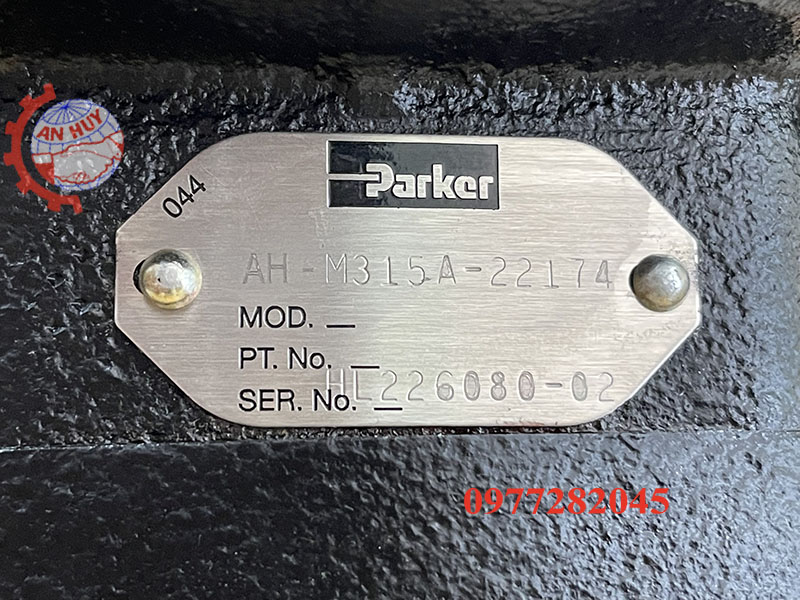 AN HUY
Parker
044
AH-M315A-22174
MOD.
PT. No.
HL226080-02
SER. No.
0977282045